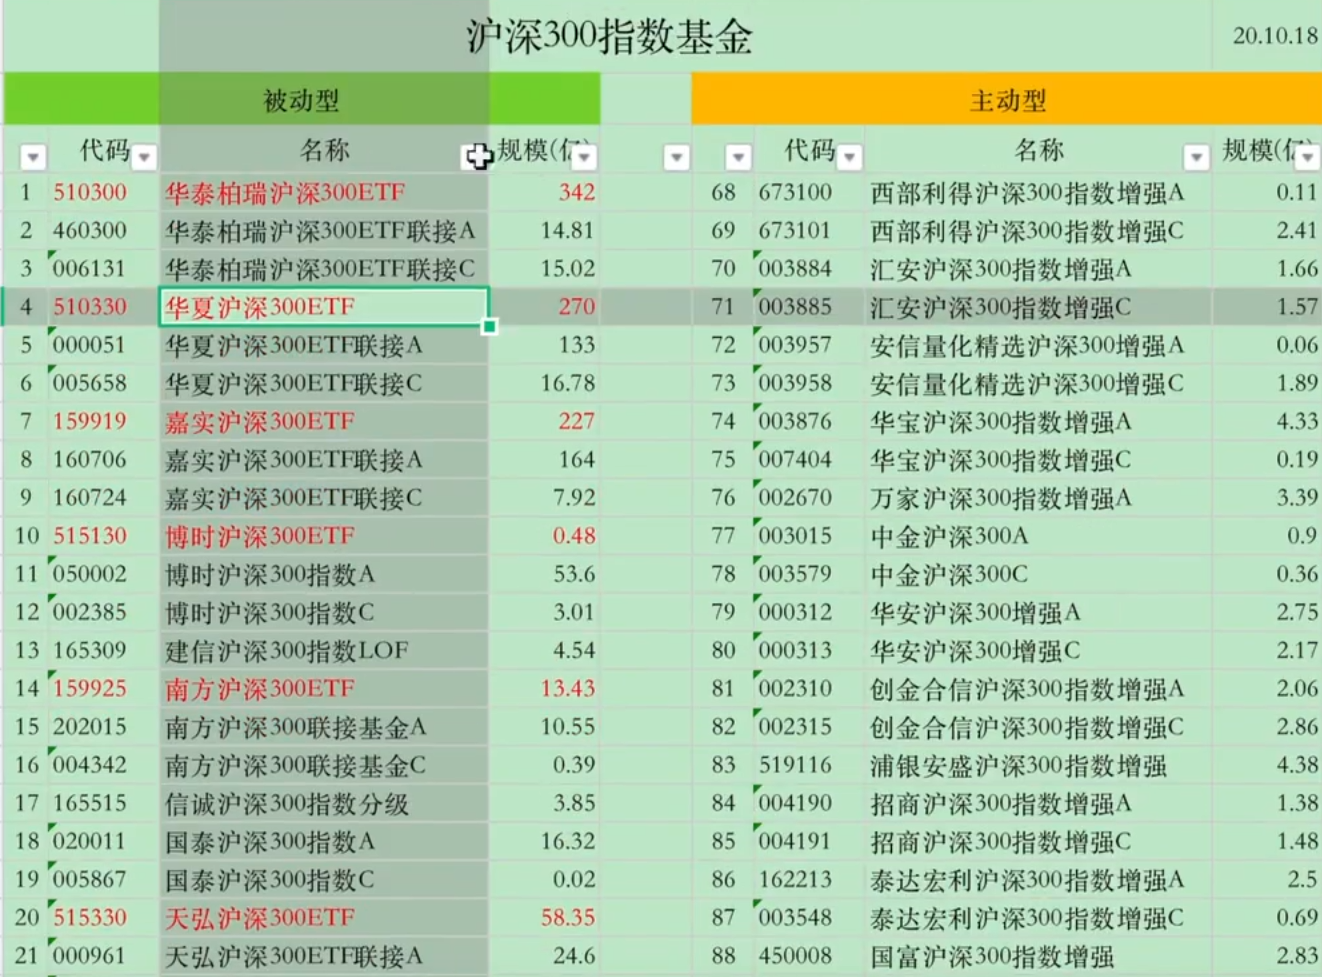 沪深300指数基金 20.10.18
被动型 主动型
代码 名称 规模(亿 代码 名称 规模(亿
1 510300 华泰柏瑞沪深300ETF 342 68 673100 西部利得沪深300指数增强A 0.11
2 460300 华泰柏瑞沪深300ETF联接A 14.81 69 673101 西部利得沪深300指数增强C 2.41
3 006131 华泰柏瑞沪深300ETF联接C 15.02 70 003884 汇安沪深300指数增强A 1.66
4 510330 华夏沪深300ETF 270 71 003885 汇安沪深300指数增强C 1.57
5 000051 华夏沪深300ETF联接A 133 72 003957 安信量化精选沪深300增强A 0.06
6 005658 华夏沪深300ETF联接C 16.78 73 003958 安信量化精选沪深300增强C 1.89
7 159919 嘉实沪深300ETF 227 74 003876 华宝沪深300指数增强A 4.33
8 160706 嘉实沪深300ETF联接A 164 75 007404 华宝沪深300指数增强C 0.19
9 160724 嘉实沪深300ETF联接C 7.92 76 002670 万家沪深300指数增强A 3.39
10 515130 博时沪深300ETF 0.48 77 003015 中金沪深300A 0.9
11 050002 博时沪深300指数A 53.6 78 003579 中金沪深300C 0.36
12 002385 博时沪深300指数C 3.01 79 000312 华安沪深300增强A 2.75
13 165309 建信沪深300指数LOF 4.54 80 000313 华安沪深300增强C 2.17
14 159925 南方沪深300ETF 13.43 81 002310 创金合信沪深300指数增强A 2.06
15 202015 南方沪深300联接基金A 10.55 82 002315 创金合信沪深300指数增强C 2.86
16 004342 南方沪深300联接基金C 0.39 83 519116 浦银安盛沪深300指数增强 4.38
17 165515 信诚沪深300指数分级 3.85 84 004190 招商沪深300指数增强A 1.38
18 020011 国泰沪深300指数A 16.32 85 004191 招商沪深300指数增强C 1.48
19 005867 国泰沪深300指数C 0.02 86 162213 泰达宏利沪深300指数增强A 2.5
20 515330 天弘沪深300ETF 58.35 87 003548 泰达宏利沪深300指数增强C 0.69
21 000961 天弘沪深300ETF联接A 24.6 88 450008 国富沪深300指数增强 2.83